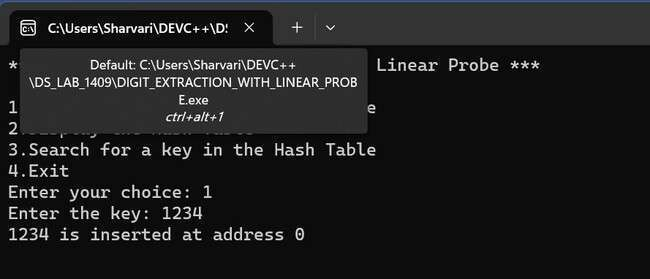 C:\Users\Sharvari\DEVC++\DS
Default: C:\Users\Sharvari\DEVC++
\DS_LAB_1409\DIGIT_EXTRACTION_WITH_LINEAR_PROB
E.exe
ctrl+alt+1
* Linear Probe ***
1 e
2.Display the Hash Table
3.Search for a key in the Hash Table
4.Exit
Enter your choice: 1
Enter the key: 1234
1234 is inserted at address 0